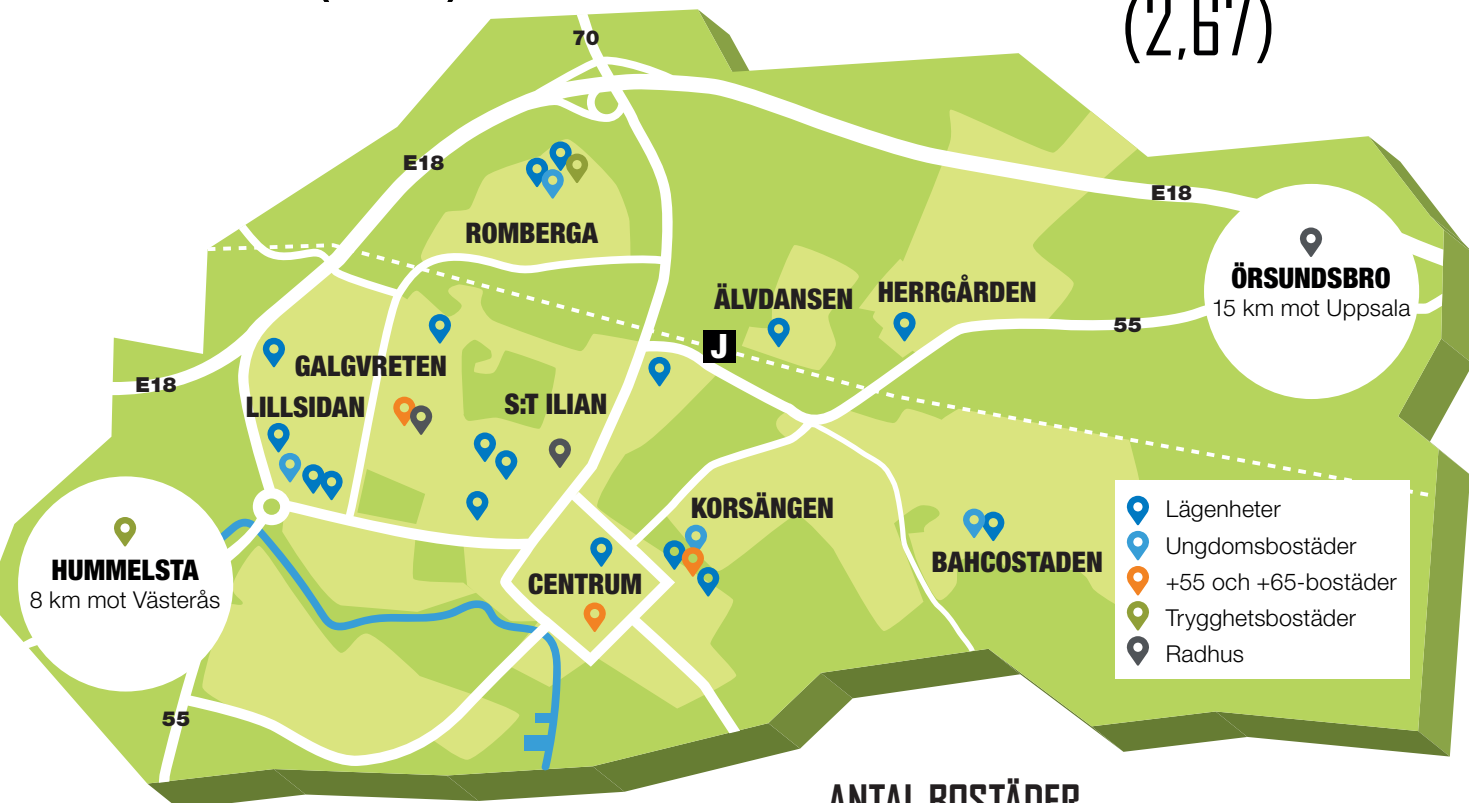 (2,67)
70
E18
E18
ROMBERGA
ÖRSUNDSBRO
15 km mot Uppsala
ÄLVDANSEN
HERRGÅRDEN
55
J
GALGVRETEN
E18
LILLSIDAN
S:T ILIAN
KORSÄNGEN
BAHCOSTADEN
HUMMELSTA
8 km mot Västerås
CENTRUM
55
Lägenheter
Ungdomsbostäder
+55 och +65-bostäder
Trygghetsbostäder
Radhus
ANTAL BOSTÄDER